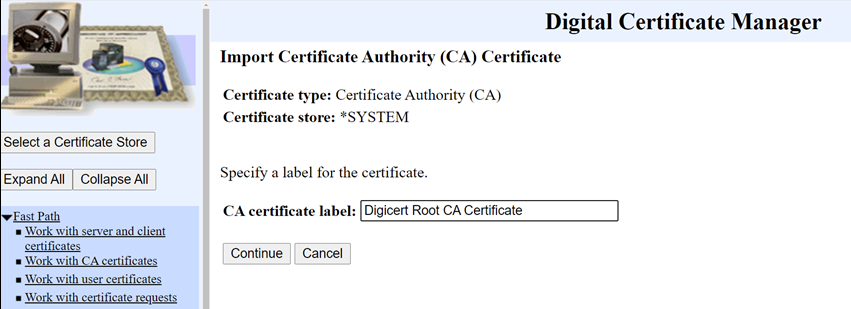 Digital Certificate Manager
Import Certificate Authority (CA) Certificate
Certificate type: Certificate Authority (CA)
Certificate store: *SYSTEM
Select a Certificate Store
Expand All Collapse All
Specify a label for the certificate.
CA certificate label: Digicert Root CA Certificate
Continue Cancel
Fast Path
Work with server and client
certificates
Work with CA certificates
Work with user certificates
Work with certificate requests